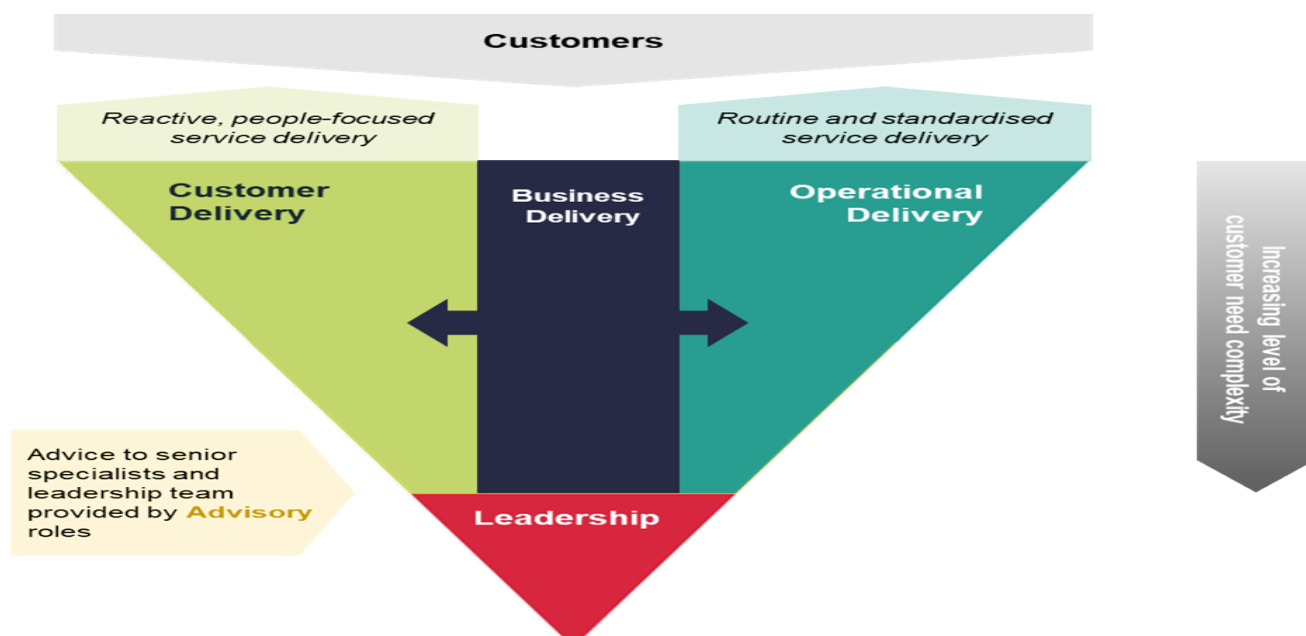 Customers
Reactive, people-focused
service delivery
Routine and standardised
service delivery
Customer
Delivery
Business
Delivery
Operational
Delivery
Increasing level of
customer need complexity
Advice to senior
specialists and
leadership team
provided by Advisory
roles
Leadership